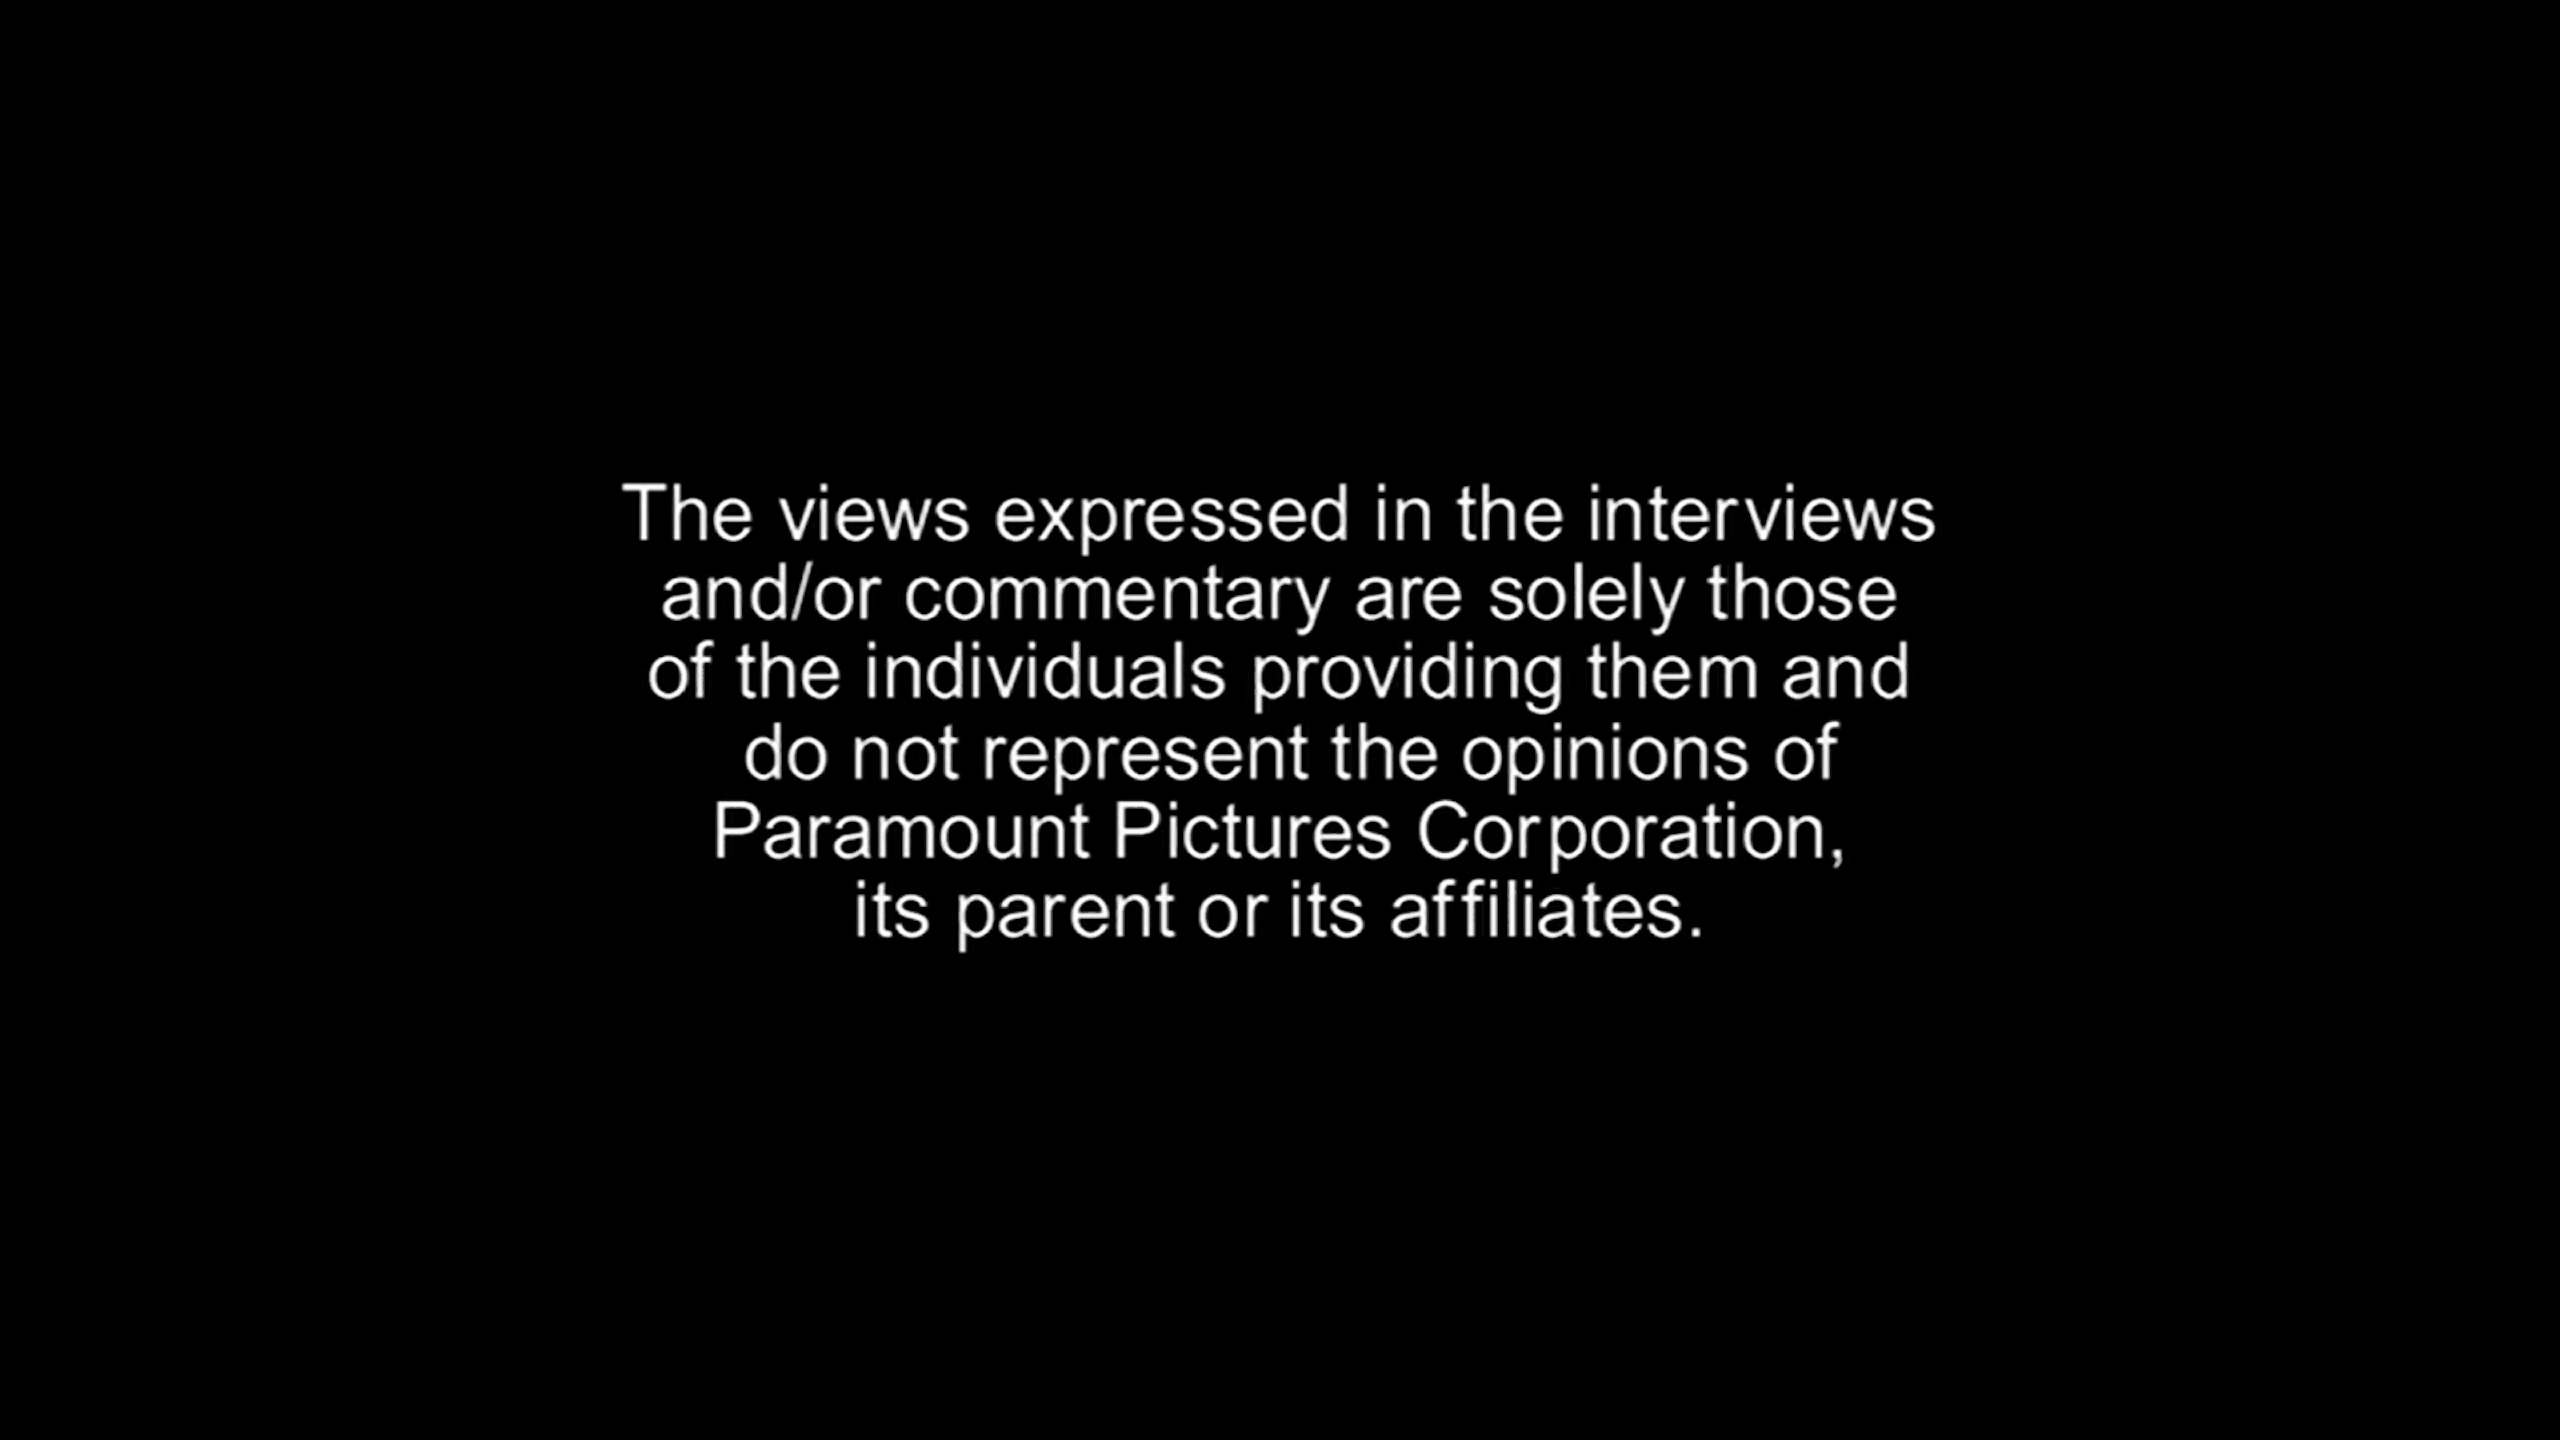 The views expressed in the interviews
and/or commentary are solely those
of the individuals providing them and
do not represent the opinions of
Paramount Pictures Corporation,
its parent or its affiliates.